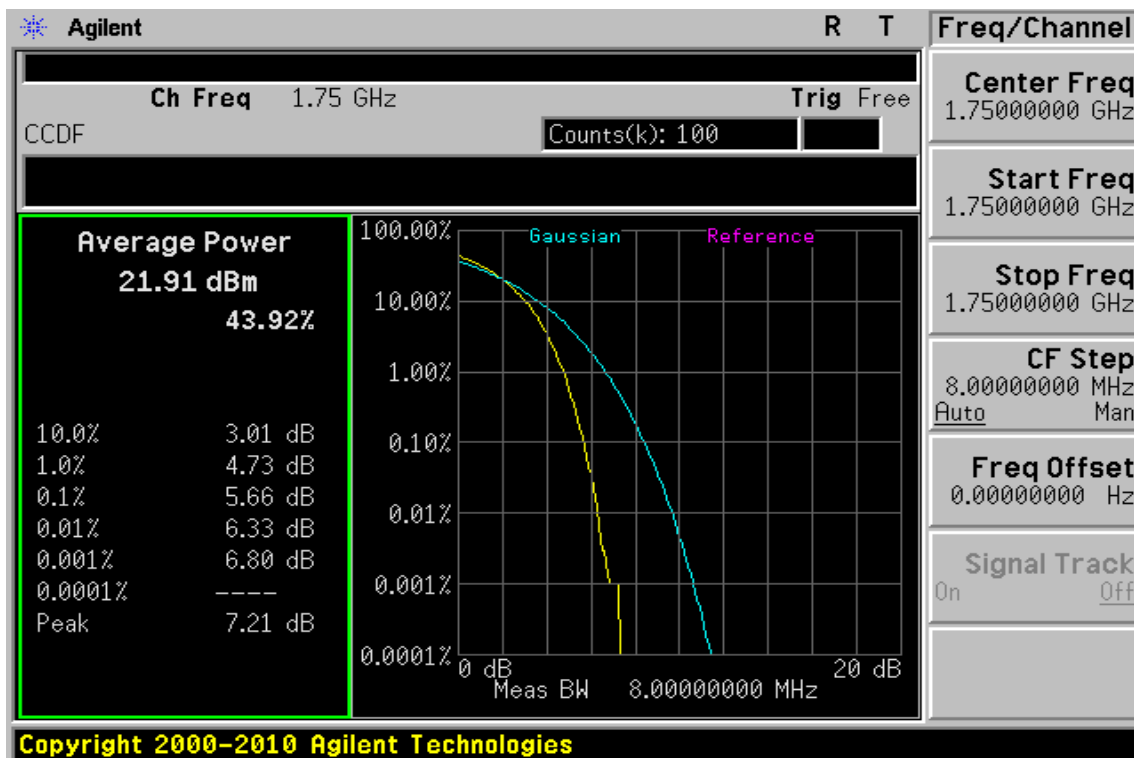 Agilent R T
Ch Freq 1.75 GHz Trig Free
CCDF Counts(k): 100
Average Power
21.91 dBm
43.92%
10.0% 3.01 dB
1.0% 4.73 dB
0.1% 5.66 dB
0.01% 6.33 dB
0.001% 6.80 dB
0.0001% ----
Peak 7.21 dB
Gaussian Reference
100.00%
10.00%
1.00%
0.10%
0.01%
0.001%
0.0001%
0 dB 20 dB
Meas BW 8.00000000 MHz
Freq/Channel
Center Freq
1.75000000 GHz
Start Freq
1.75000000 GHz
Stop Freq
1.75000000 GHz
CF Step
8.00000000 MHz
Auto Man
Freq Offset
0.00000000 Hz
Signal Track
On Off
Copyright 2000-2010 Agilent Technologies